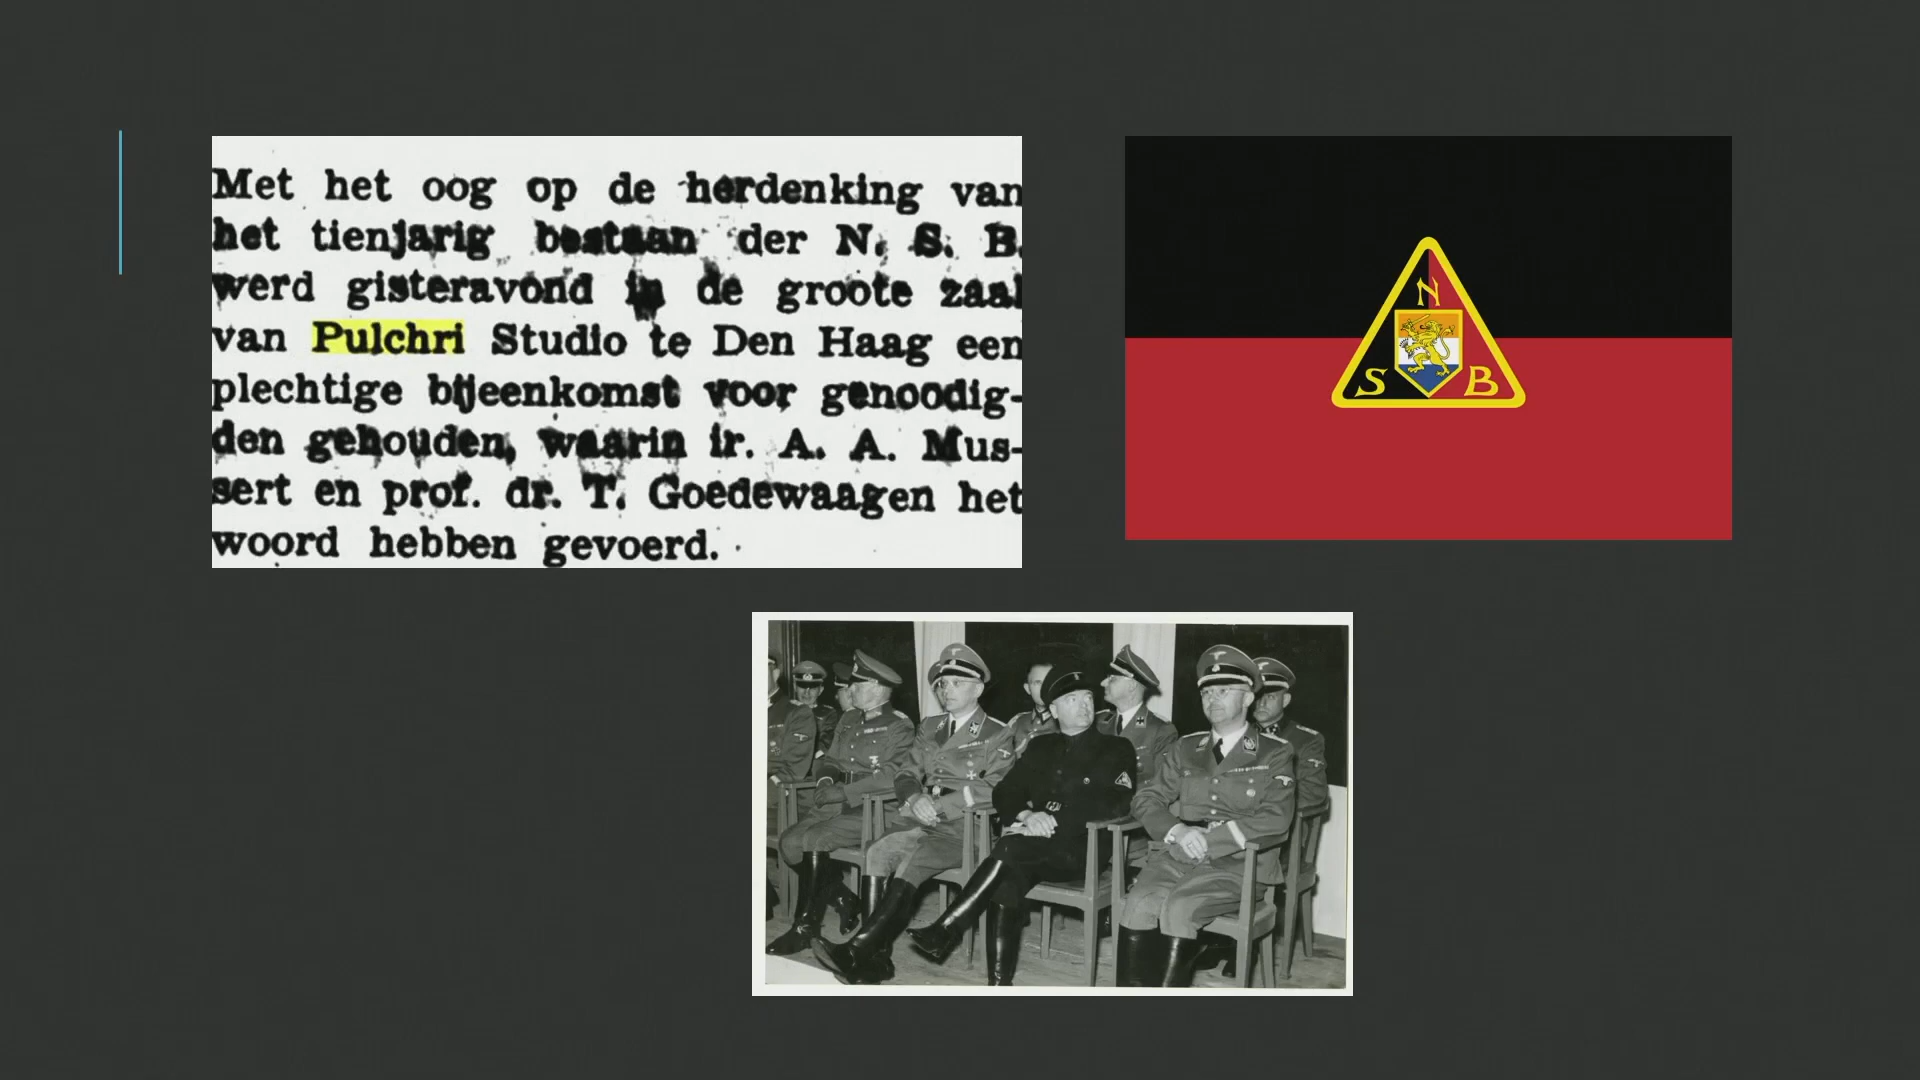 Met het oog op de herdenking van
het tienjarig bestaan der N. S. B.
werd gisteravond in de groote zaal
van Pulchri Studio te Den Haag een
plechtige bijeenkomst voor genoodig-
den gehouden, waarin ir. A. A. Mus-
sert en prof. dr. T. Goedewaagen het
woord hebben gevoerd.
N
S B